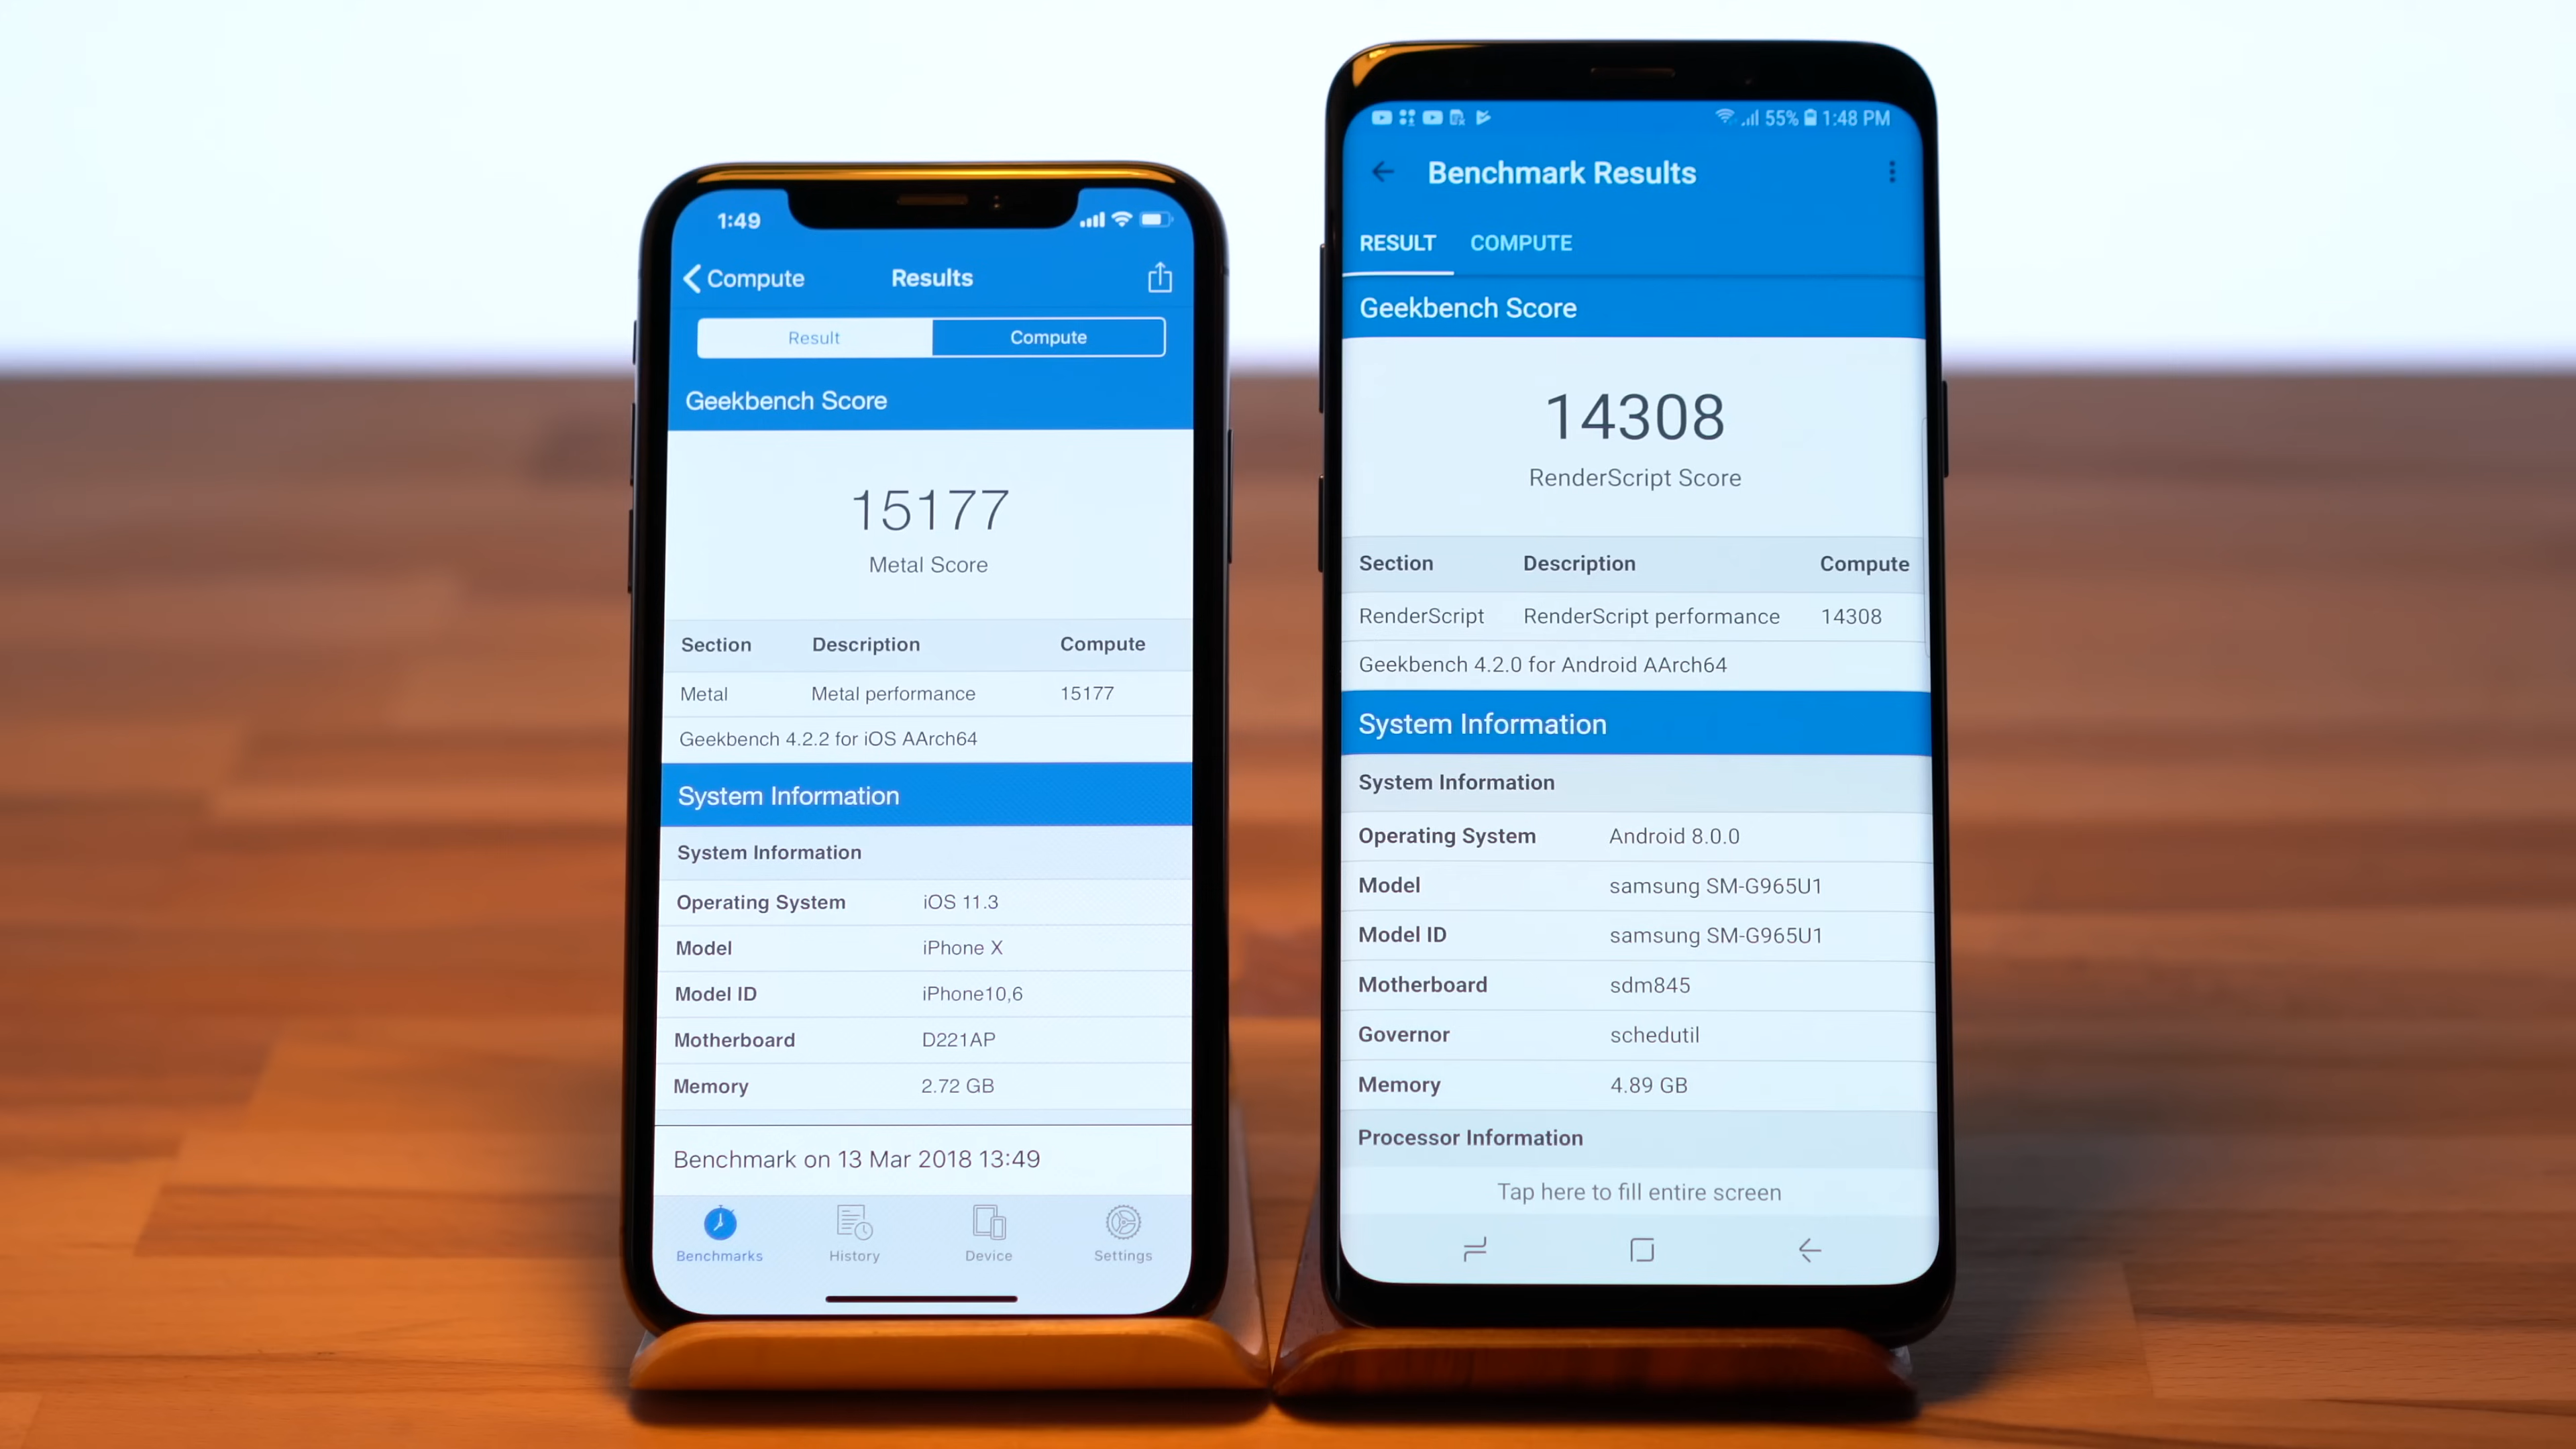 1:49
Compute Results
Result Compute
Geekbench Score
15177
Metal Score
Section Description Compute
Metal Metal performance 15177
Geekbench 4.2.2 for iOS AArch64
System Information
System Information
Operating System iOS 11.3
Model iPhone X
Model ID iPhone10,6
Motherboard D221AP
Memory 2.72 GB
Benchmark on 13 Mar 2018 13:49
Benchmarks History Device Settings
55% 1:48 PM
Benchmark Results
RESULT COMPUTE
Geekbench Score
14308
RenderScript Score
Section Description Compute
RenderScript RenderScript performance 14308
Geekbench 4.2.0 for Android AArch64
System Information
System Information
Operating System Android 8.0.0
Model samsung SM-G965U1
Model ID samsung SM-G965U1
Motherboard sdm845
Governor schedutil
Memory 4.89 GB
Processor Information
Tap here to fill entire screen